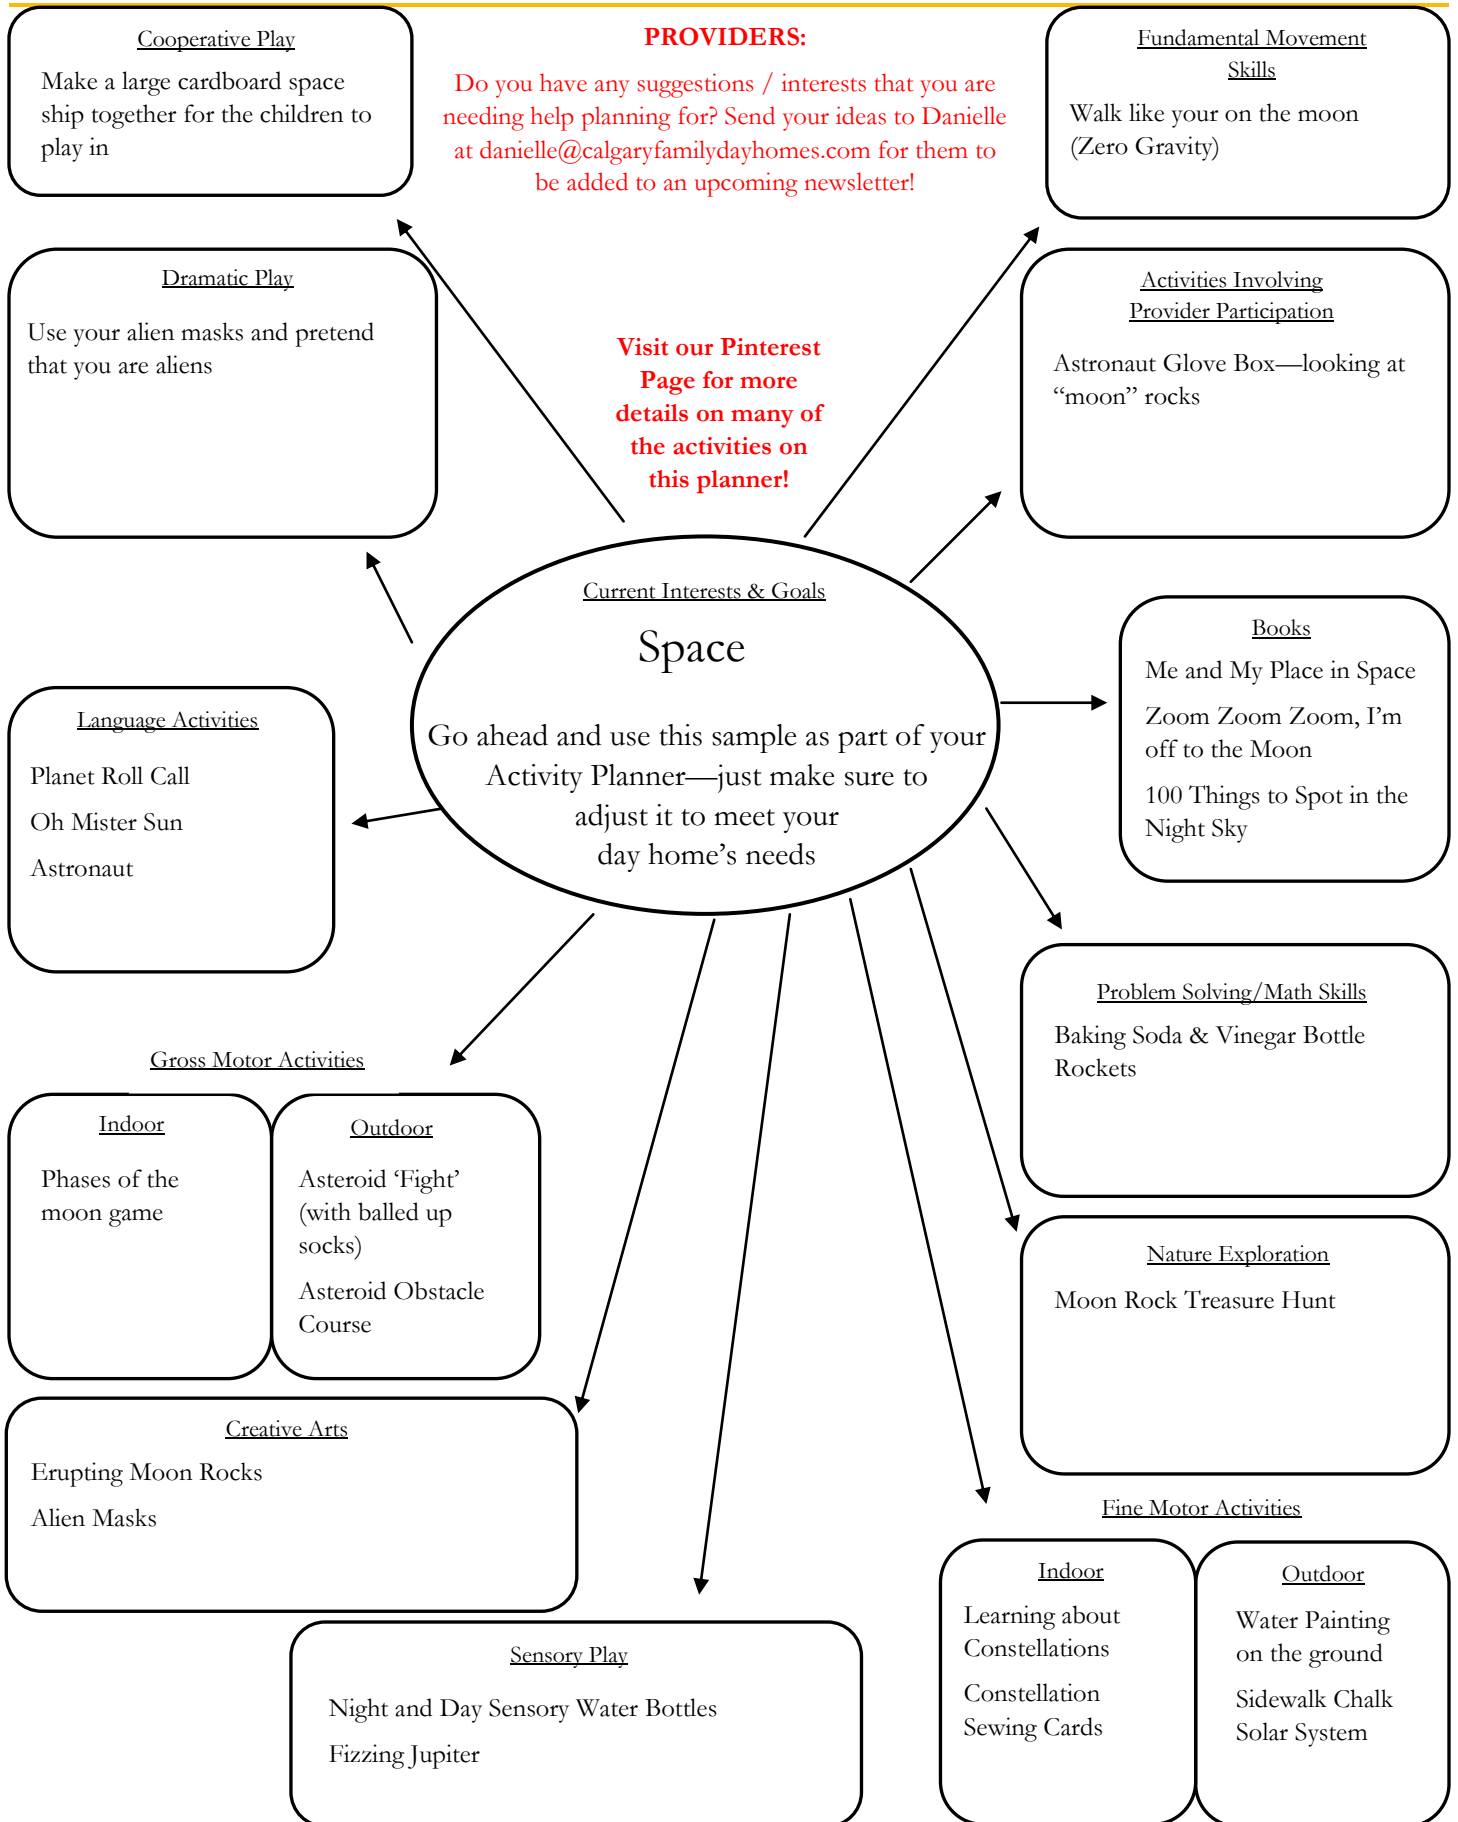 Cooperative Play
Make a large cardboard space
ship together for the children to
play in
PROVIDERS:
Do you have any suggestions / interests that you are
needing help planning for? Send your ideas to Danielle
at danielle@calgaryfamilydayhomes.com for them to
be added to an upcoming newsletter!
Fundamental Movement
Skills
Walk like your on the moon
(Zero Gravity)
Dramatic Play
Use your alien masks and pretend
that you are aliens
Visit our Pinterest
Page for more
details on many of
the activities on
this planner!
Activities Involving
Provider Participation
Astronaut Glove Box—looking at
“moon” rocks
Current Interests & Goals
Space
Go ahead and use this sample as part of your
Activity Planner—just make sure to
adjust it to meet your
day home’s needs
Books
Me and My Place in Space
Zoom Zoom Zoom, I’m
off to the Moon
100 Things to Spot in the
Night Sky
Language Activities
Planet Roll Call
Oh Mister Sun
Astronaut
Problem Solving/Math Skills
Baking Soda & Vinegar Bottle
Rockets
Gross Motor Activities
Indoor
Phases of the
moon game
Outdoor
Asteroid ‘Fight’
(with balled up
socks)
Asteroid Obstacle
Course
Nature Exploration
Moon Rock Treasure Hunt
Creative Arts
Erupting Moon Rocks
Alien Masks
Fine Motor Activities
Indoor
Learning about
Constellations
Constellation
Sewing Cards
Outdoor
Water Painting
on the ground
Sidewalk Chalk
Solar System
Sensory Play
Night and Day Sensory Water Bottles
Fizzing Jupiter